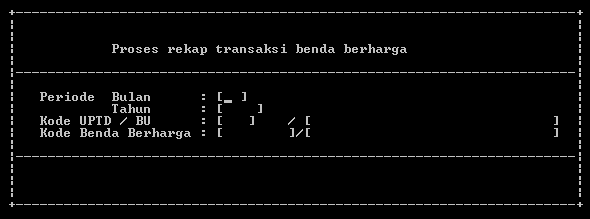 Proses rekap transaksi benda berharga
Periode Bulan : [_ ]
Tahun : [ ]
Kode UPTD / BU : [ ] / [ ]
Kode Benda Berharga : [ ]/[ ]